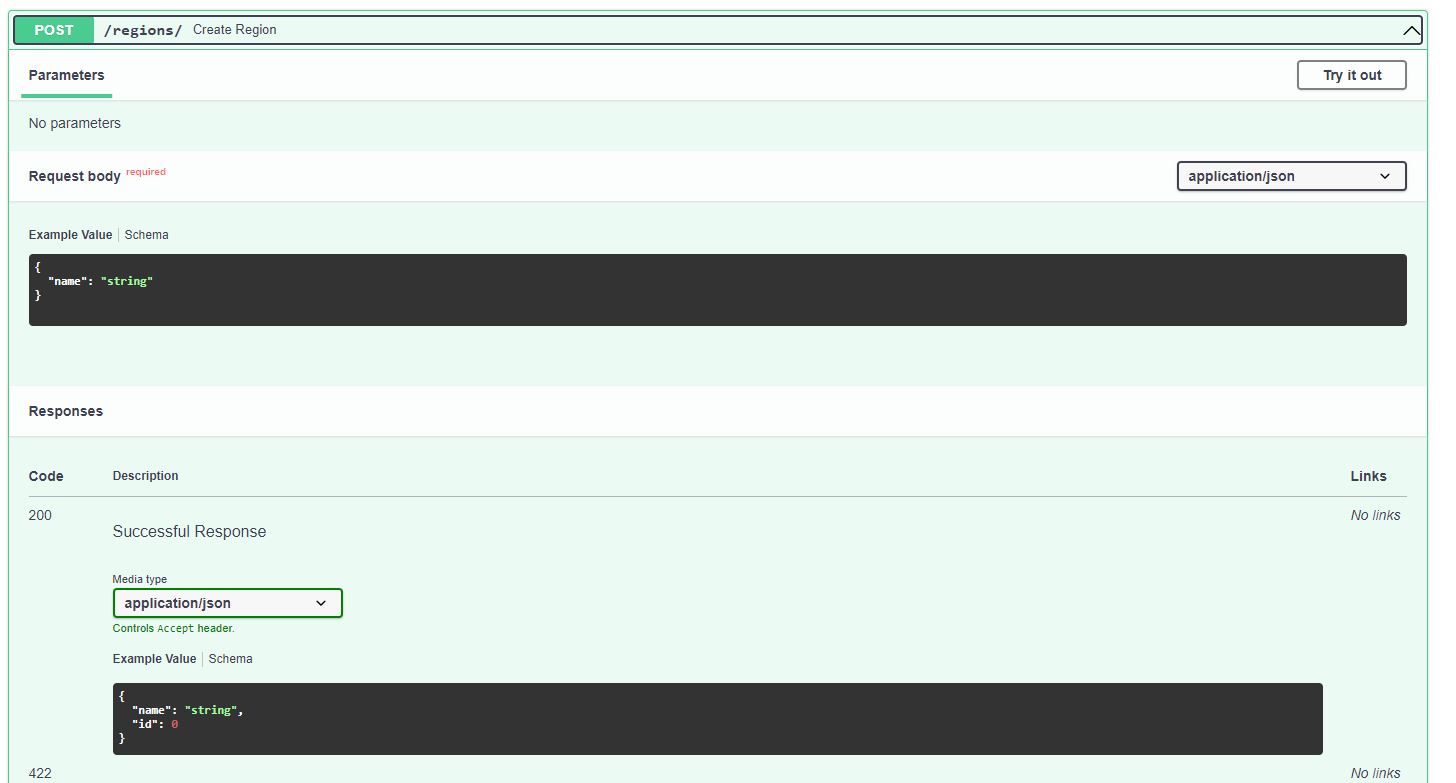 POST /regions/ Create Region
Parameters
Try it out
No parameters
Request body required
application/json
Example Value Schema
{
  "name": "string"
}
Responses
Code Description Links
200 No links
Successful Response
Media type
application/json
Controls Accept header.
Example Value Schema
{
  "name": "string",
  "id": 0
}
422 No links